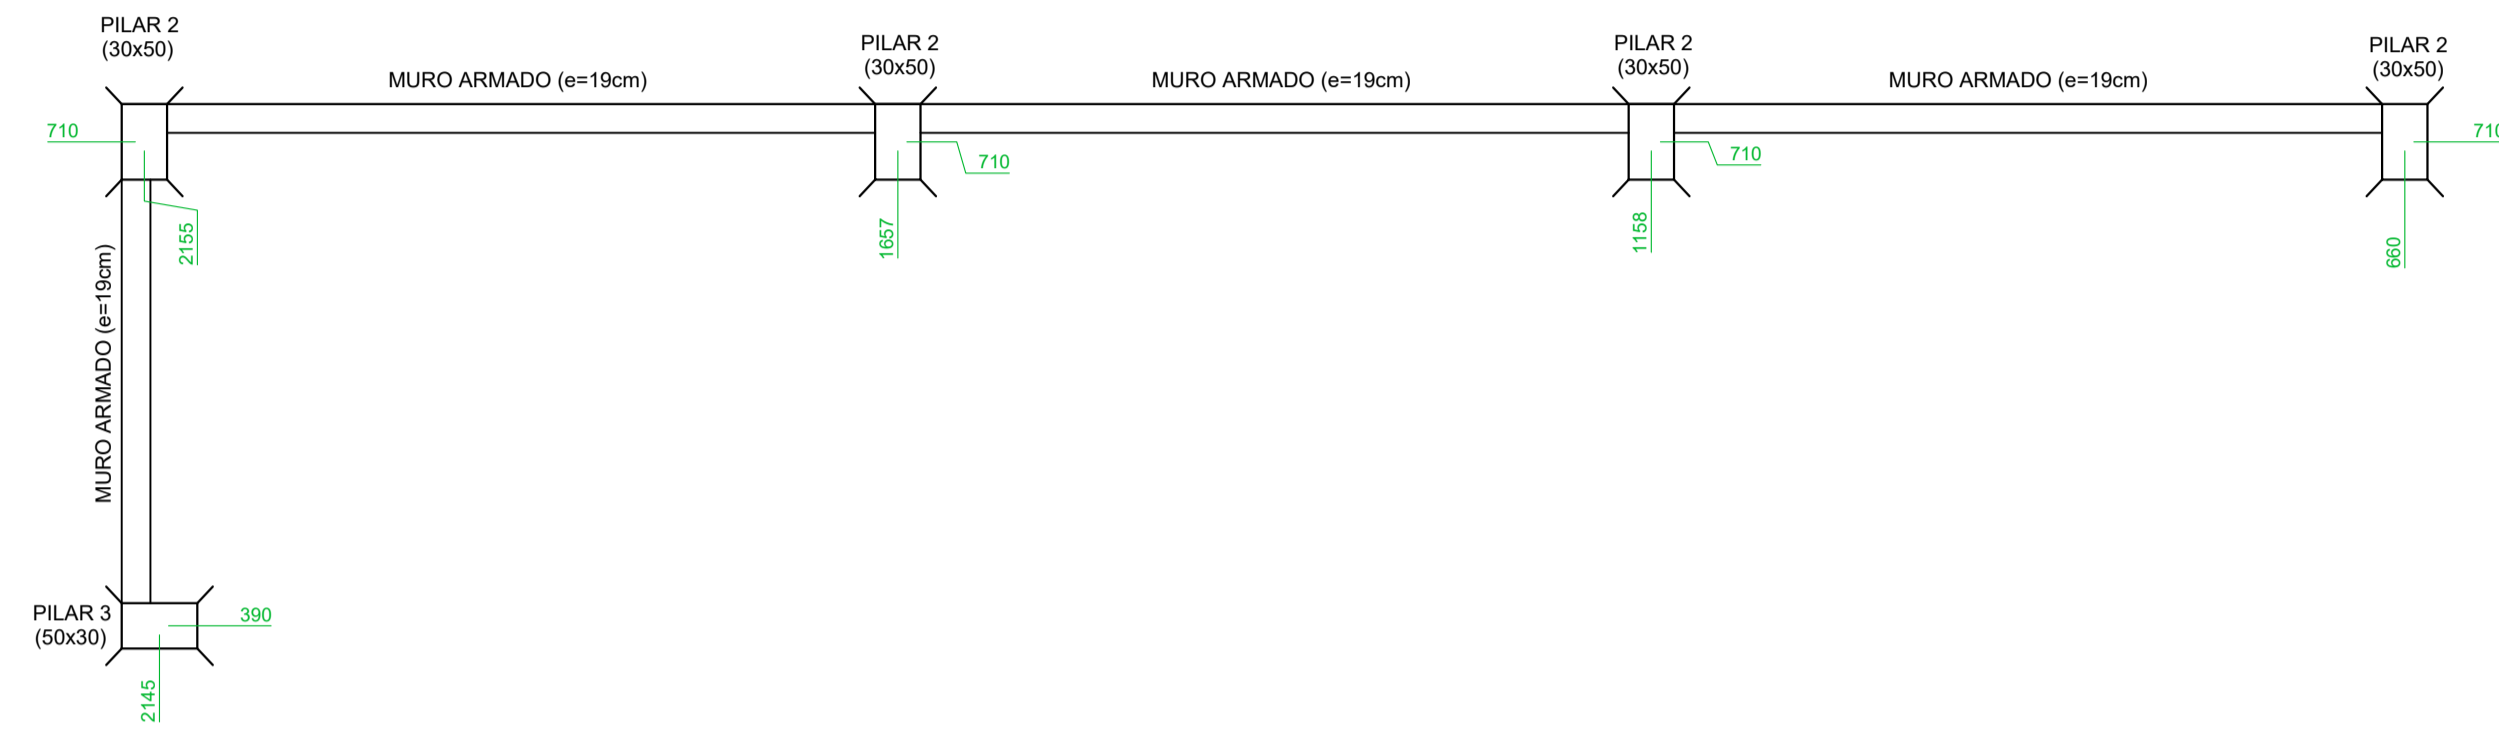 PILAR 2
(30x50)
PILAR 2
(30x50)
PILAR 2
(30x50)
PILAR 2
(30x50)
MURO ARMADO (e=19cm)
MURO ARMADO (e=19cm)
MURO ARMADO (e=19cm)
710
710
710
710
2155
1657
1158
660
MURO ARMADO (e=19cm)
PILAR 3
(50x30)
390
2145